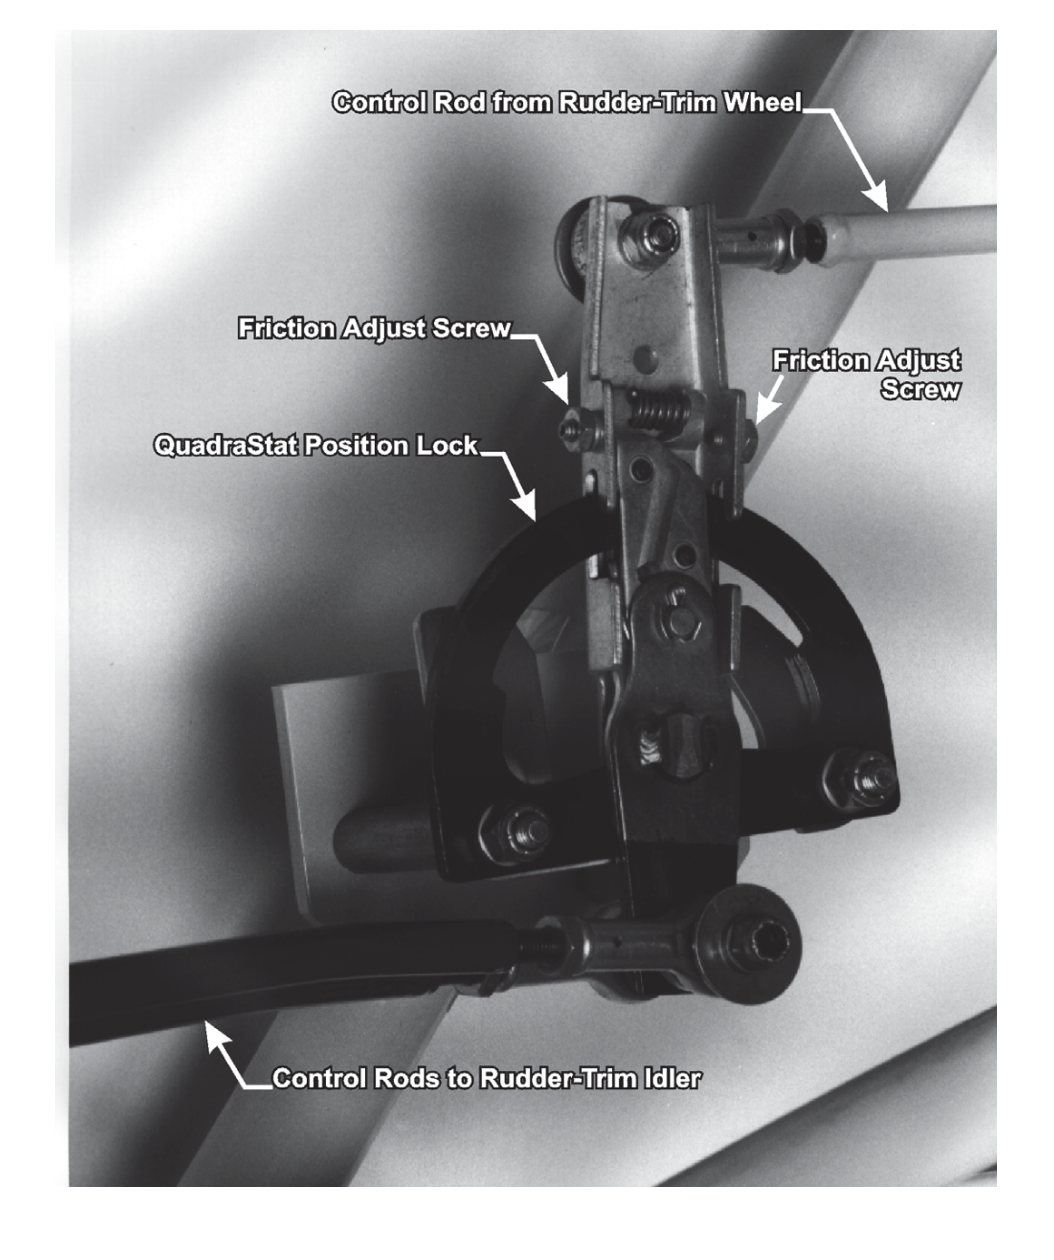 Control Rod from Rudder-Trim Wheel
Friction Adjust Screw
Friction Adjust
Screw
QuadraStat Position Lock
Control Rods to Rudder-Trim Idler